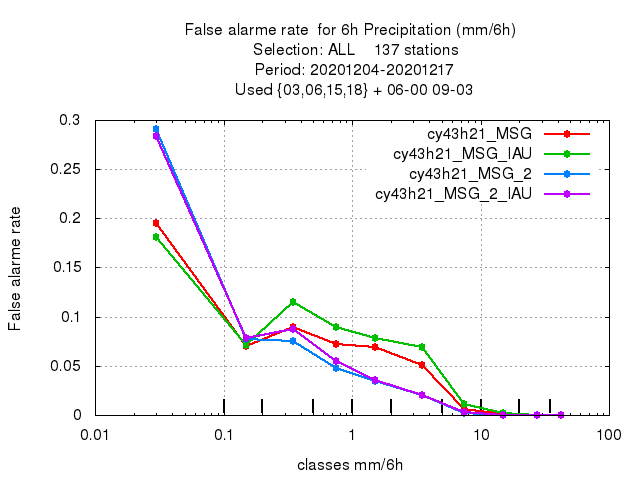 False alarme rate  for 6h Precipitation (mm/6h)
Selection: ALL    137 stations
Period: 20201204-20201217
Used {03,06,15,18} + 06-00 09-03
cy43h21_MSG
cy43h21_MSG_IAU
cy43h21_MSG_2
cy43h21_MSG_2_IAU
False alarme rate
0.3
0.25
0.2
0.15
0.1
0.05
0
0.01 0.1 1 10 100
classes mm/6h